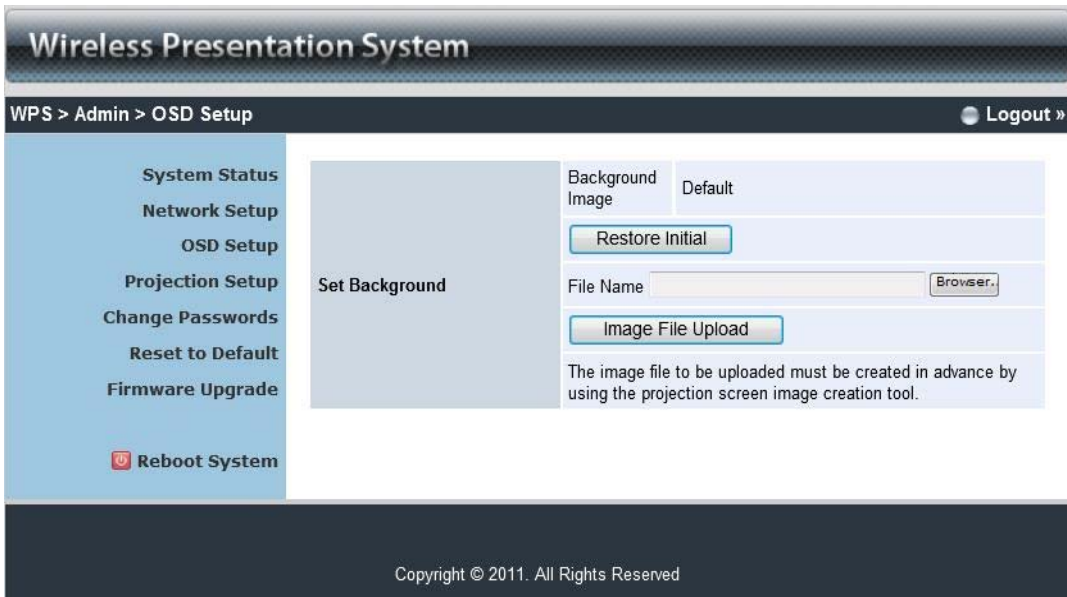 Wireless Presentation System
WPS > Admin > OSD Setup
Logout »
System Status
Network Setup
OSD Setup
Projection Setup
Change Passwords
Reset to Default
Firmware Upgrade
Reboot System
Set Background
Background
Image
Default
Restore Initial
File Name
Browser..
Image File Upload
The image file to be uploaded must be created in advance by
using the projection screen image creation tool.
Copyright © 2011. All Rights Reserved